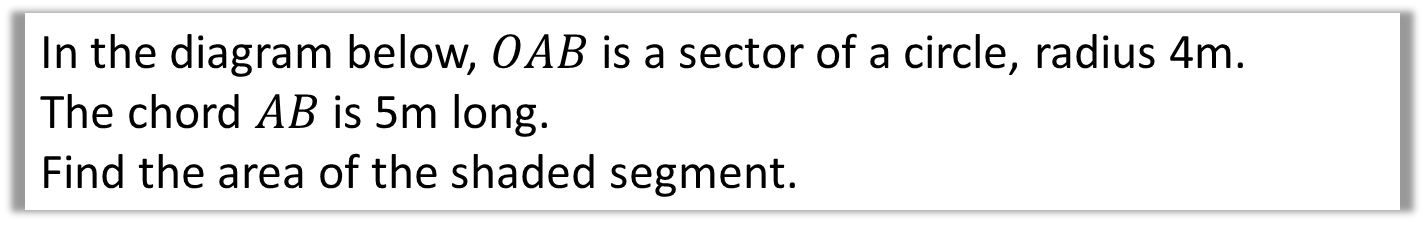 In the diagram below, OAB is a sector of a circle, radius 4m.
The chord AB is 5m long.
Find the area of the shaded segment.